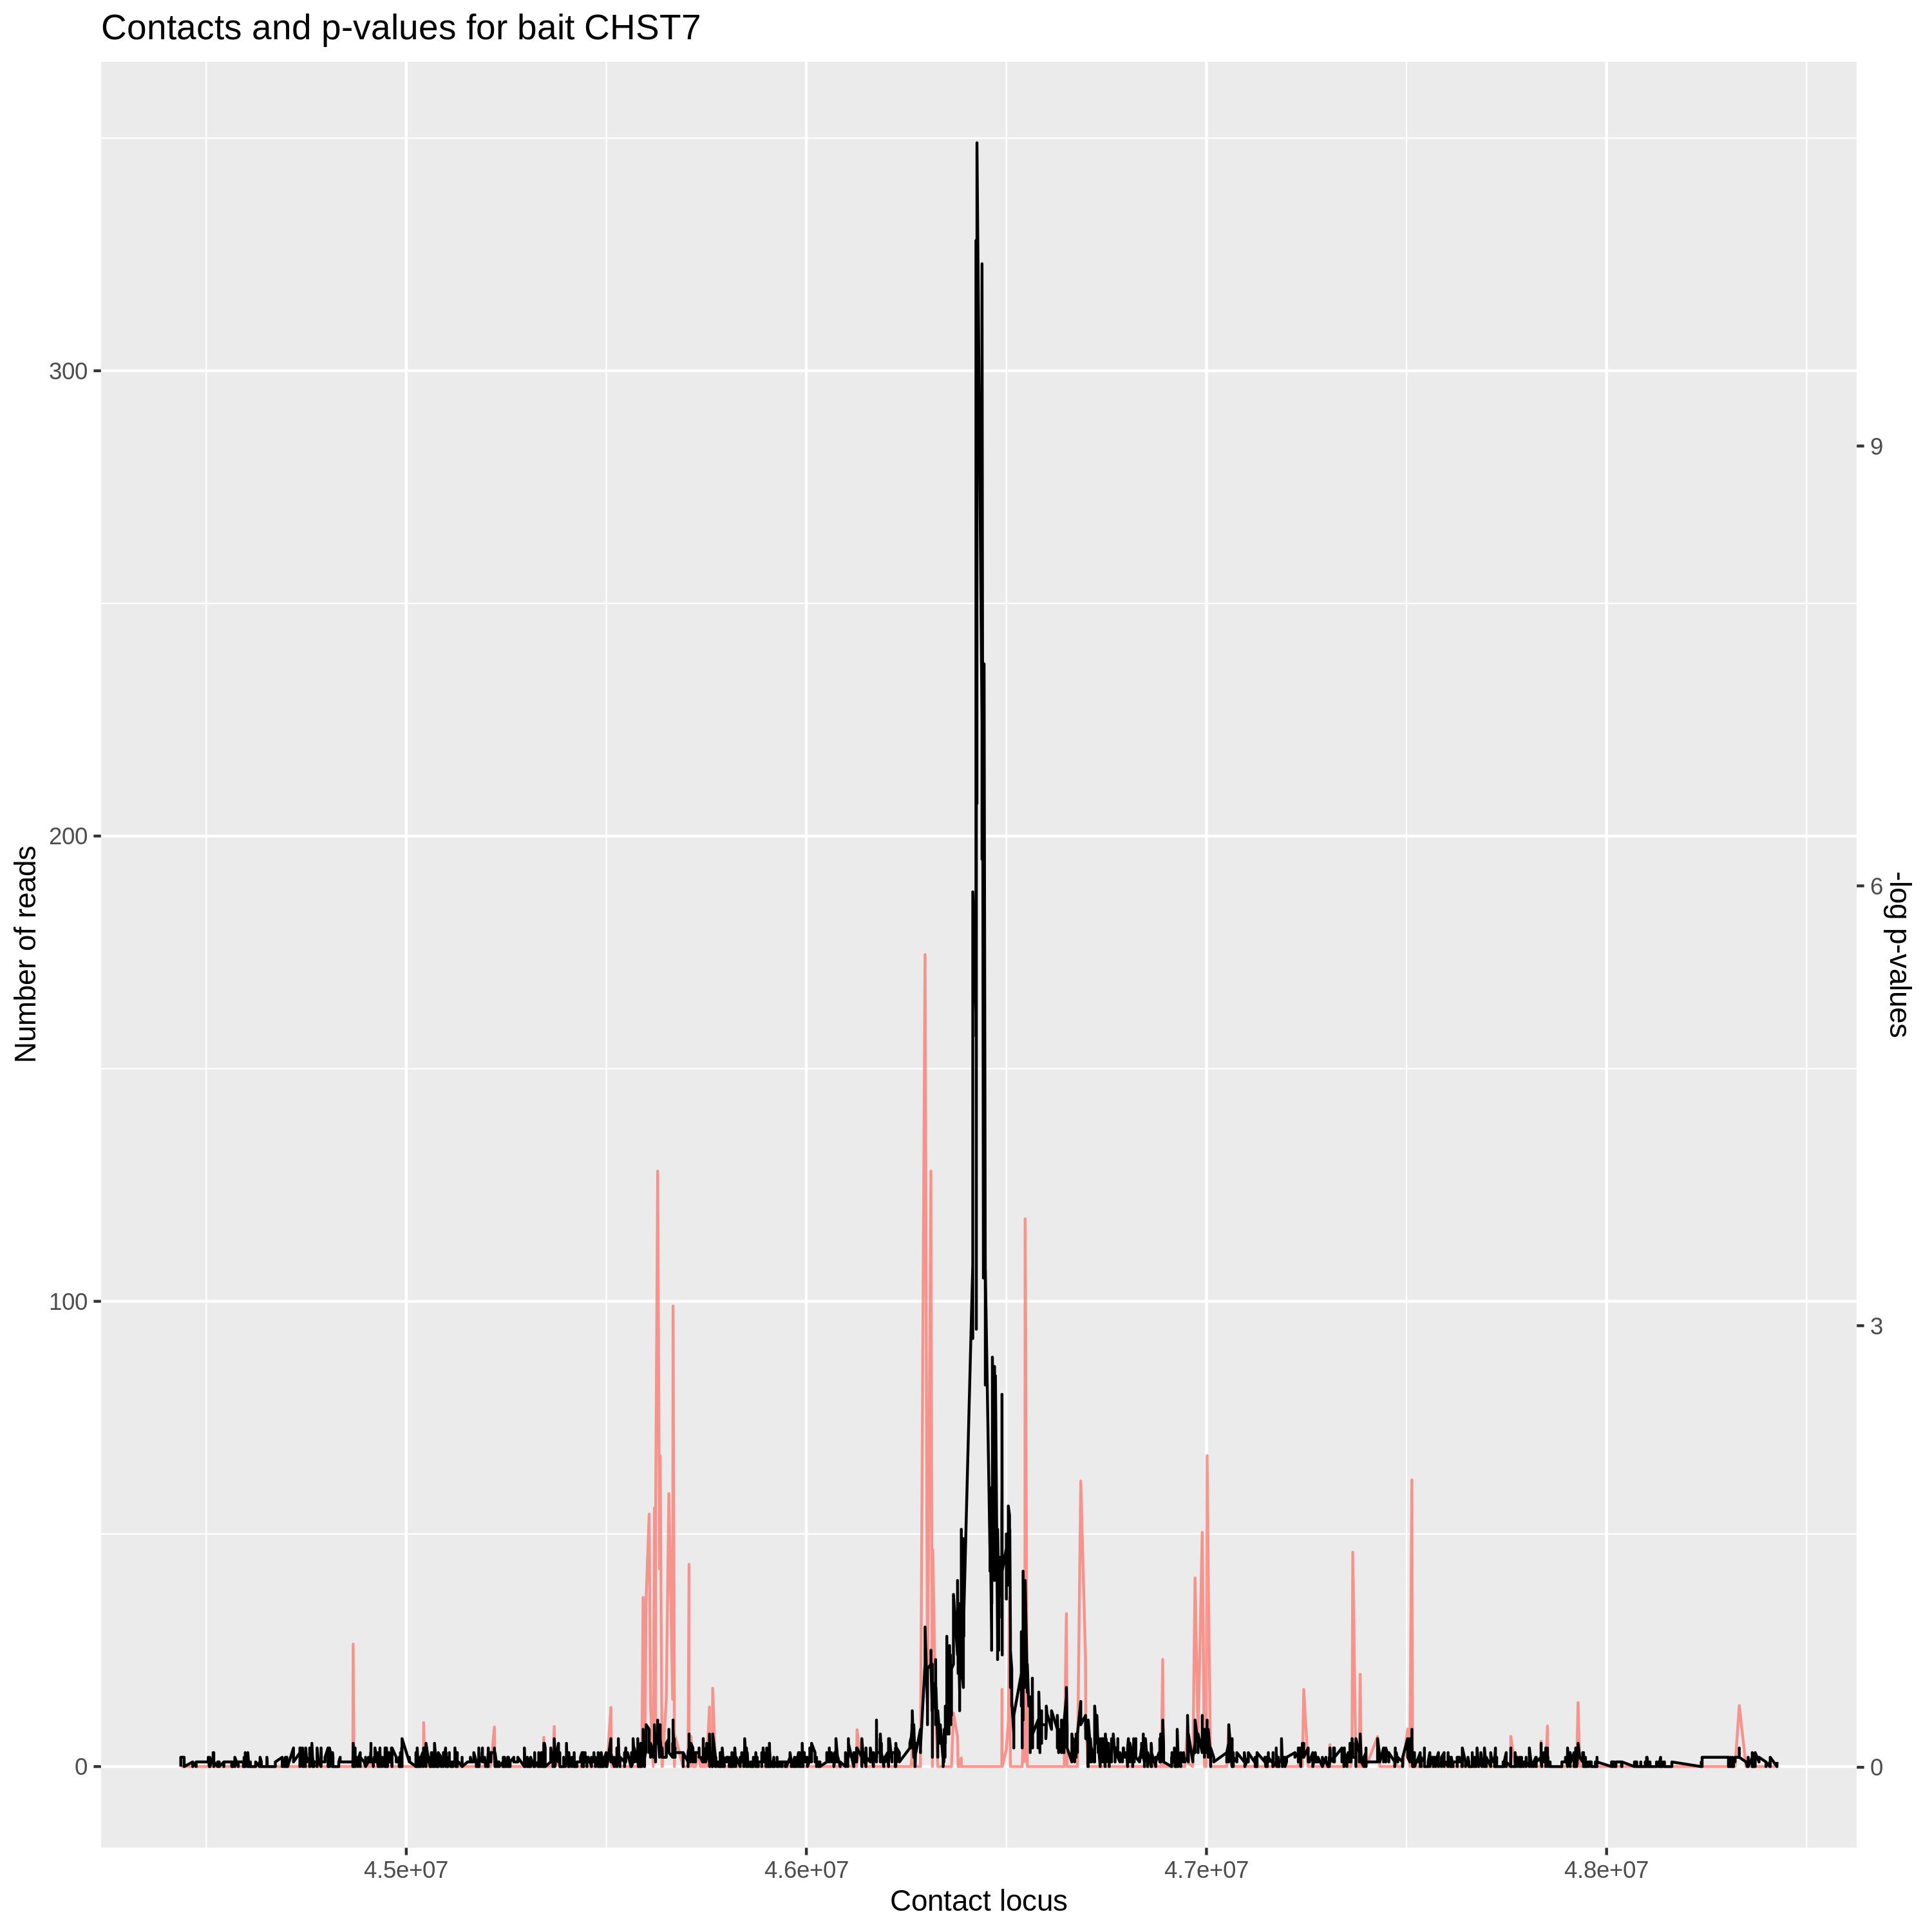 Contacts and p-values for bait CHST7
300
200
100
0
Number of reads
9
6
3
0
-log p-values
4.5e+07 4.6e+07 4.7e+07 4.8e+07
Contact locus